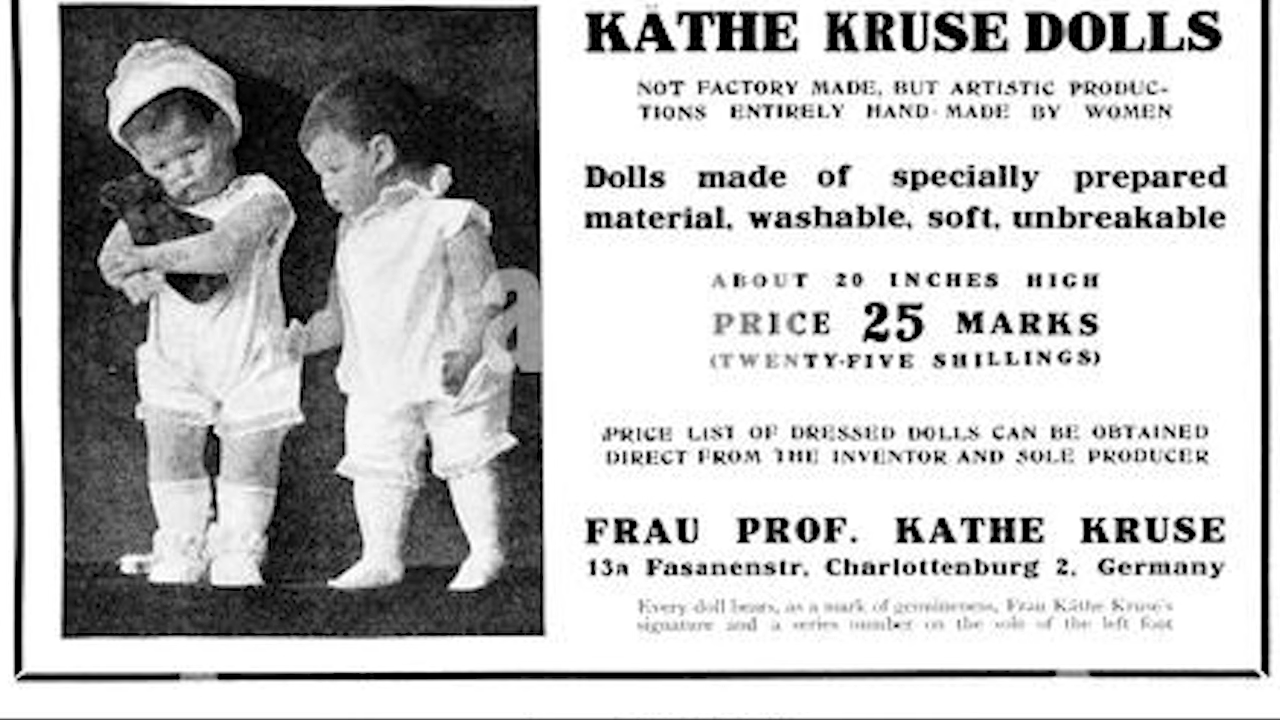 KÄTHE KRUSE DOLLS
NOT FACTORY MADE, BUT ARTISTIC PRODUC-
TIONS ENTIRELY HAND-MADE BY WOMEN
Dolls made of specially prepared
material, washable, soft, unbreakable
ABOUT 20 INCHES HIGH
PRICE 25 MARKS
(TWENTY-FIVE SHILLINGS)
PRICE LIST OF DRESSED DOLLS CAN BE OBTAINED
DIRECT FROM THE INVENTOR AND SOLE PRODUCER
FRAU PROF. KATHE KRUSE
13a Fasanenstr, Charlottenburg 2, Germany
Every doll bears, as a mark of genuineness, Frau Käthe Kruse's
signature and a series number on the sole of the left foot
a